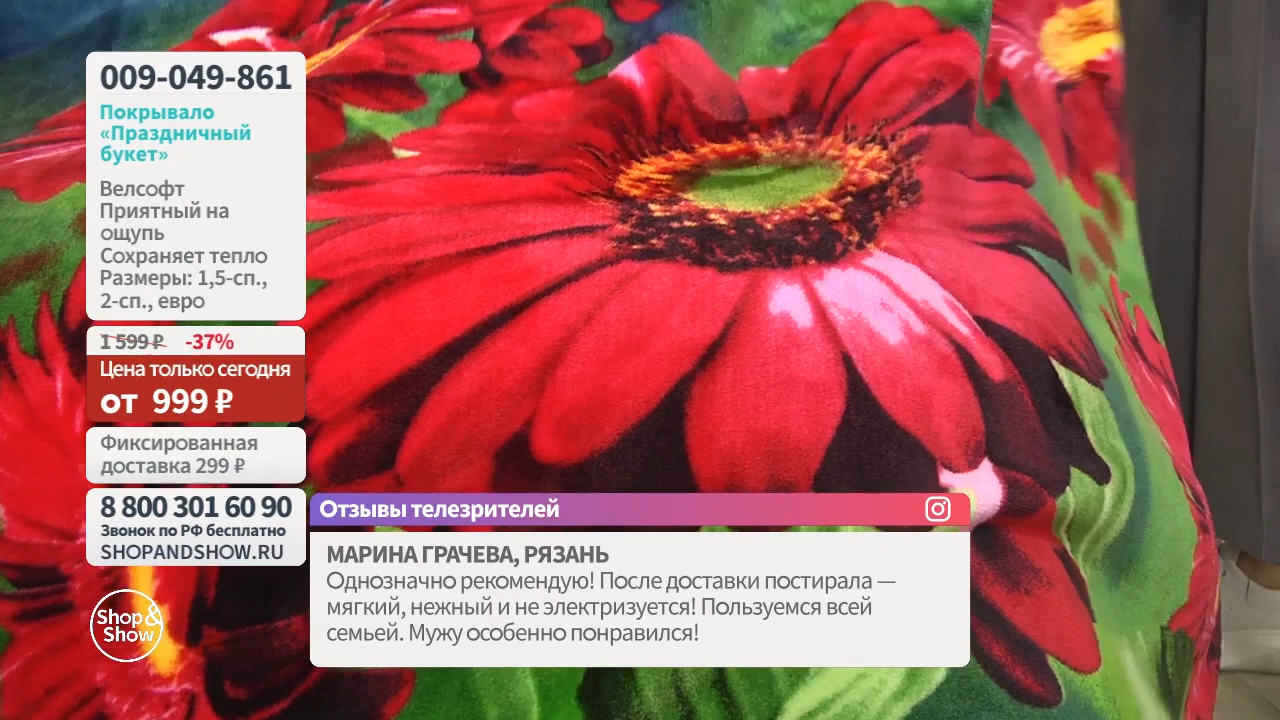 009-049-861
Покрывало
«Праздничный
букет»
Велсофт
Приятный на
ощупь
Сохраняет тепло
Размеры: 1,5-сп.,
2-сп., евро
1 599 ₽ -37%
Цена только сегодня
от 999 ₽
Фиксированная
доставка 299 ₽
8 800 301 60 90
Звонок по РФ бесплатно
SHOPANDSHOW.RU
Shop&
Show
Отзывы телезрителей
МАРИНА ГРАЧЕВА, РЯЗАНЬ
Однозначно рекомендую! После доставки постирала —
мягкий, нежный и не электризуется! Пользуемся всей
семьей. Мужу особенно понравился!